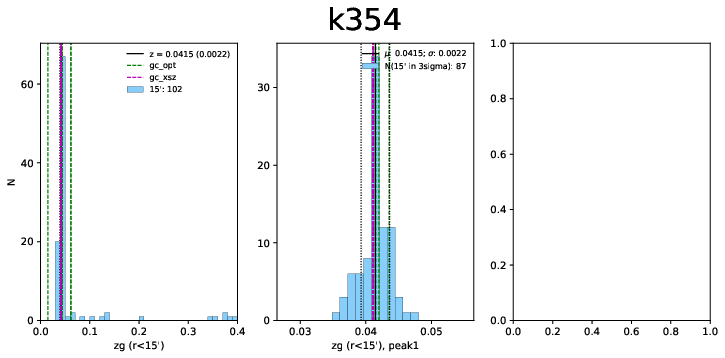 k354
60
40
20
0
N
0.0 0.1 0.2 0.3 0.4
zg (r<15')
z = 0.0415 (0.0022)
gc_opt
gc_xsz
15': 102
30
20
10
0
0.03 0.04 0.05
zg (r<15'), peak1
μ: 0.0415; σ: 0.0022
N(15' in 3sigma): 87
1.0
0.8
0.6
0.4
0.2
0.0
0.0 0.2 0.4 0.6 0.8 1.0